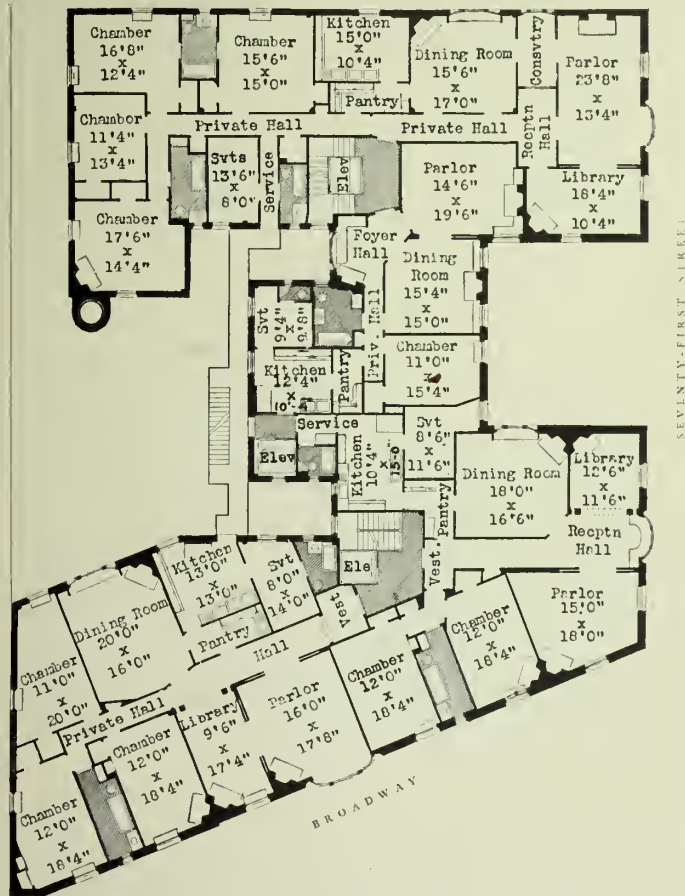 Chamber
16'8"
x
12'4"
Chamber
15'6"
x
15'0"
Kitchen
15'0"
x
10'4"
Pantry
Dining Room
15'6"
x
17'0"
Consvtry
Parlor
23'8"
x
13'4"
Chambor
11'4"
x
13'4"
Private Hall
Private Hall
Recptn
Hall
Svts
13'6"
x
8'0"
Service
Elev
Parlor
14'6"
x
19'6"
Library
18'4"
x
10'4"
Chamber
17'6"
x
14'4"
Foyer
Hall
Dining
Room
15'4"
x
15'0"
Svt
9'4"
x
9'8"
Priv. Hall
Chamber
11'0"
x
15'4"
Kitchen
12'4"
x
10'4
Pantry
Service
Elev
Kitchen
10'4"
x
15-0
Svt
8'6"
x
11'6"
Dining Room
18'0"
x
16'6"
Library
12'6"
x
11'6"
Pantry
Vest.
Recptn
Hall
Ele
Kitchen
13'0"
x
13'0"
Svt
8'0"
x
14'0"
Vest
Parlor
15'0"
x
18'0"
Chamber
12'0"
x
18'4"
Dining Room
20'0"
x
16'0"
Pantry
Hall
Chamber
12'0"
x
18'4"
Chamber
11'0"
x
20'0"
Private Hall
Library
9'6"
x
17'4"
Parlor
16'0"
x
17'8"
Chamber
12'0"
x
18'4"
Chamber
12'0"
x
18'4"
BROADWAY
SEVENTY-FIRST STREET